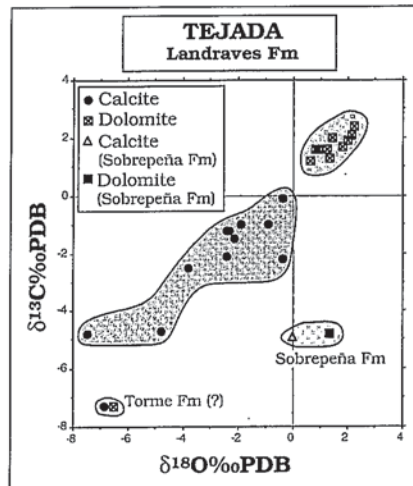 TEJADA
Landraves Fm
Calcite
Dolomite
Calcite
(Sobrepeña Fm)
Dolomite
(Sobrepeña Fm)
4
2
0
-2
-4
-6
-8
δ¹³C‰PDB
Sobrepeña Fm
Torme Fm (?)
-8
-6
-4
-2
0
2
4
δ¹⁸O‰PDB